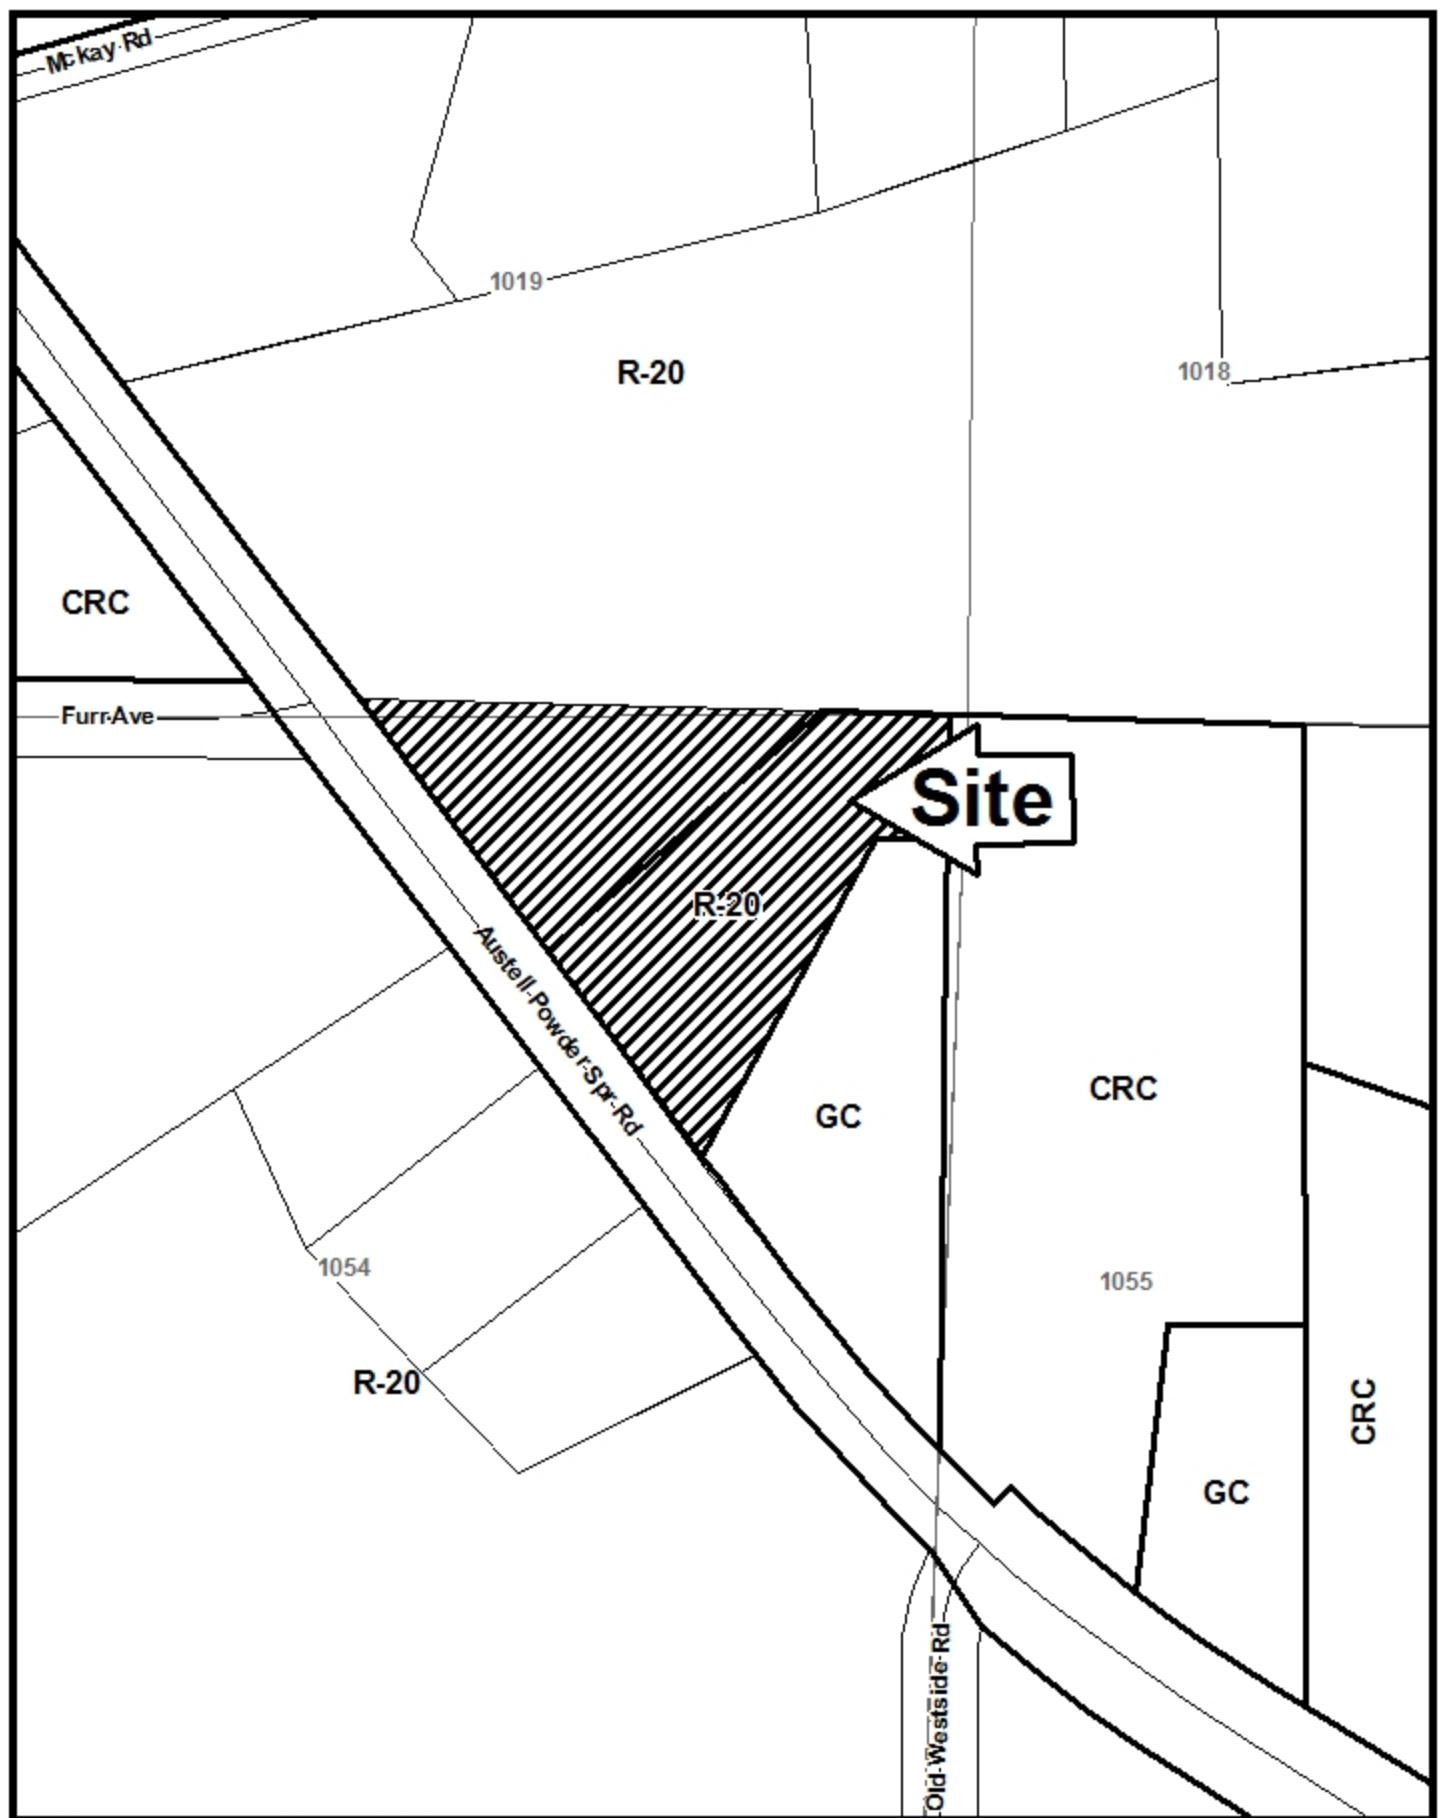 Mckay Rd
1019
R-20
1018
CRC
Furr Ave
Site
R-20
Austell-Powder-Spr-Rd
CRC
GC
1054
1055
R-20
CRC
GC
Old-Westside-Rd